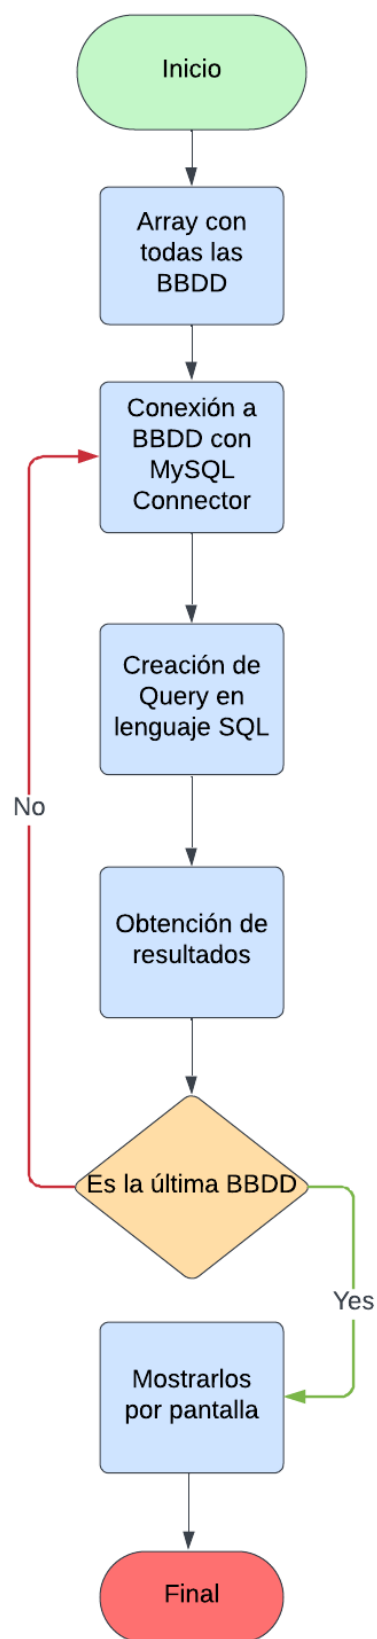 Inicio
Array con
todas las
BBDD
Conexión a
BBDD con
MySQL
Connector
Creación de
Query en
lenguaje SQL
No
Obtención de
resultados
Es la última BBDD
Yes
Mostrarlos
por pantalla
Final